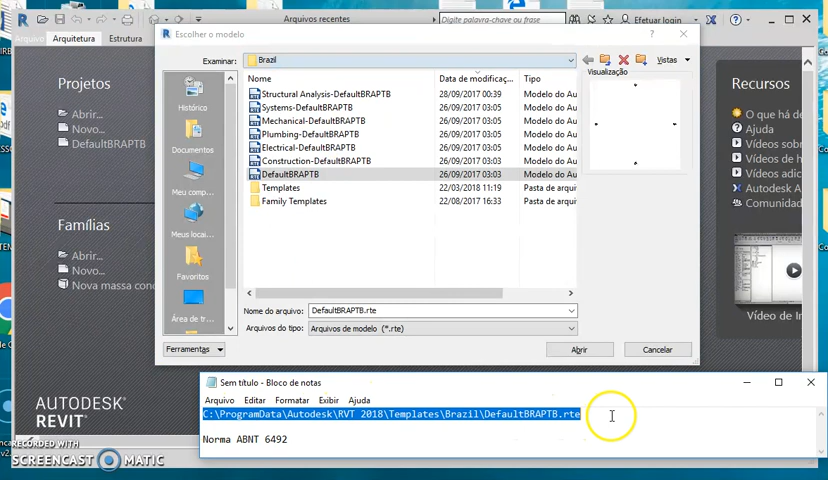 Arquivos recentes
Digite palavra-chave ou frase
Efetuar login
Arquivo
Arquitetura
Estrutura
Projetos
Abrir...
Novo...
DefaultBRAPTB
Famílias
Abrir...
Novo...
Nova massa conc
AUTODESK
REVIT
RECORDED WITH
SCREENCAST
MATIC
Escolher o modelo
Examinar:
Brazil
Vistas
Histórico
Documentos
Meu comp...
Meu locai...
Favoritos
Área de tr...
Nome
Data de modificaç...
Tipo
Structural Analysis-DefaultBRAPTB 28/09/2017 00:39 Modelo do Au
Systems-DefaultBRAPTB 26/09/2017 03:05 Modelo do Au
Mechanical-DefaultBRAPTB 26/09/2017 03:05 Modelo do Au
Plumbing-DefaultBRAPTB 26/09/2017 03:05 Modelo do Au
Electrical-DefaultBRAPTB 26/09/2017 03:05 Modelo do Au
Construction-DefaultBRAPTB 26/09/2017 03:03 Modelo do Au
DefaultBRAPTB 26/09/2017 03:03 Modelo do Au
Templates 22/03/2018 11:19 Pasta de arqui
Family Templates 22/08/2017 16:33 Pasta de arqui
Visualização
Nome do arquivo:
DefaultBRAPTB.rte
Arquivos do tipo:
Arquivos de modelo (*.rte)
Ferramentas
Abrir
Cancelar
Recursos
O que há de
Ajuda
Vídeos sobre
Vídeos de h
Vídeos adic
Autodesk A
Comunidad
Vídeo de In
Sem título - Bloco de notas
Arquivo Editar Formatar Exibir Ajuda
C:\ProgramData\Autodesk\RVT 2018\Templates\Brazil\DefaultBRAPTB.rte
Norma ABNT 6492